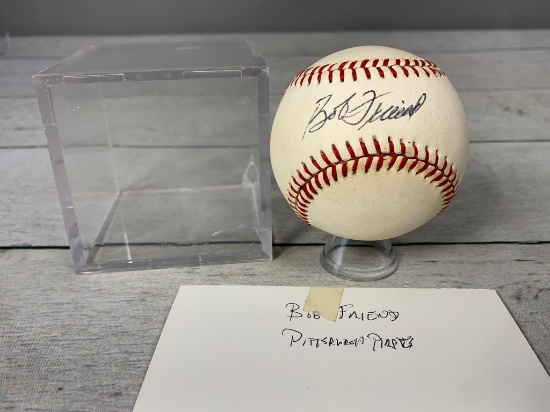 Bob Friend
BOB FRIEND
PITTSBURGH PIRATES